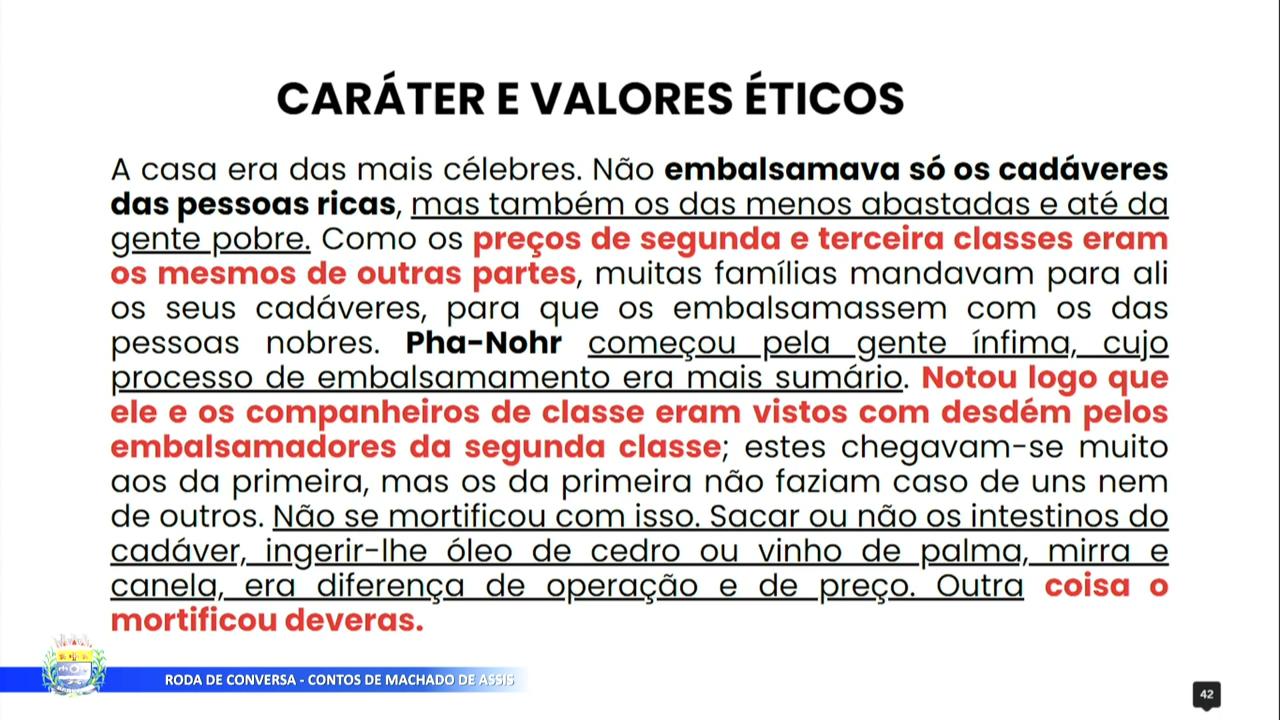 CARÁTER E VALORES ÉTICOS
A casa era das mais célebres. Não embalsamava só os cadáveres
das pessoas ricas, mas também os das menos abastadas e até da
gente pobre. Como os preços de segunda e terceira classes eram
os mesmos de outras partes, muitas famílias mandavam para ali
os seus cadáveres, para que os embalsamassem com os das
pessoas nobres. Pha-Nohr começou pela gente ínfima, cujo
processo de embalsamamento era mais sumário. Notou logo que
ele e os companheiros de classe eram vistos com desdém pelos
embalsamadores da segunda classe; estes chegavam-se muito
aos da primeira, mas os da primeira não faziam caso de uns nem
de outros. Não se mortificou com isso. Sacar ou não os intestinos do
cadáver, ingerir-lhe óleo de cedro ou vinho de palma, mirra e
canela, era diferença de operação e de preço. Outra coisa o
mortificou deveras.
RODA DE CONVERSA - CONTOS DE MACHADO DE ASSIS
42